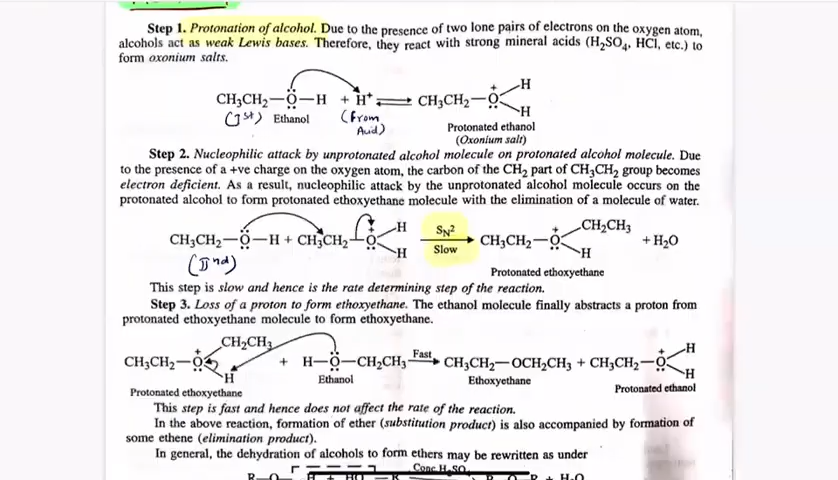 Step 1. Protonation of alcohol. Due to the presence of two lone pairs of electrons on the oxygen atom,
alcohols act as weak Lewis bases. Therefore, they react with strong mineral acids (H₂SO₄, HCl, etc.) to
form oxonium salts.
H
CH₃CH₂—O—H + H⁺ ⇌ CH₃CH₂—O⁺
H
(Ist) Ethanol (from Acid) Protonated ethanol
(Oxonium salt)
Step 2. Nucleophilic attack by unprotonated alcohol molecule on protonated alcohol molecule. Due
to the presence of a +ve charge on the oxygen atom, the carbon of the CH₂ part of CH₃CH₂ group becomes
electron deficient. As a result, nucleophilic attack by the unprotonated alcohol molecule occurs on the
protonated alcohol to form protonated ethoxyethane molecule with the elimination of a molecule of water.
H SN² CH₂CH₃
CH₃CH₂—O—H + CH₃CH₂—O⁺ → CH₃CH₂—O⁺ + H₂O
H Slow H
(IInd) Protonated ethoxyethane
This step is slow and hence is the rate determining step of the reaction.
Step 3. Loss of a proton to form ethoxyethane. The ethanol molecule finally abstracts a proton from
protonated ethoxyethane molecule to form ethoxyethane.
CH₂CH₃ H
CH₃CH₂—O⁺ + H—O—CH₂CH₃ Fast→ CH₃CH₂—OCH₂CH₃ + CH₃CH₂—O⁺
H Ethanol Ethoxyethane H
Protonated ethoxyethane Protonated ethanol
This step is fast and hence does not affect the rate of the reaction.
In the above reaction, formation of ether (substitution product) is also accompanied by formation of
some ethene (elimination product).
In general, the dehydration of alcohols to form ethers may be rewritten as under
Conc. H₂SO₄